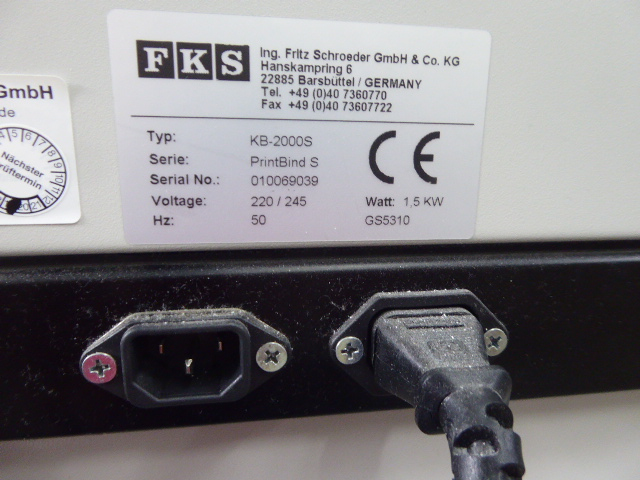 FKS
Ing. Fritz Schroeder GmbH & Co. KG
Hanskampring 6
22885 Barsbüttel / GERMANY
Tel. +49 (0)40 7360770
Fax +49 (0)40 73607722
Typ: KB-2000S
Serie: PrintBind S
Serial No.: 010069039
Voltage: 220 / 245 Watt: 1,5 KW
Hz: 50 GS5310
CE
GmbH
de
Nächster